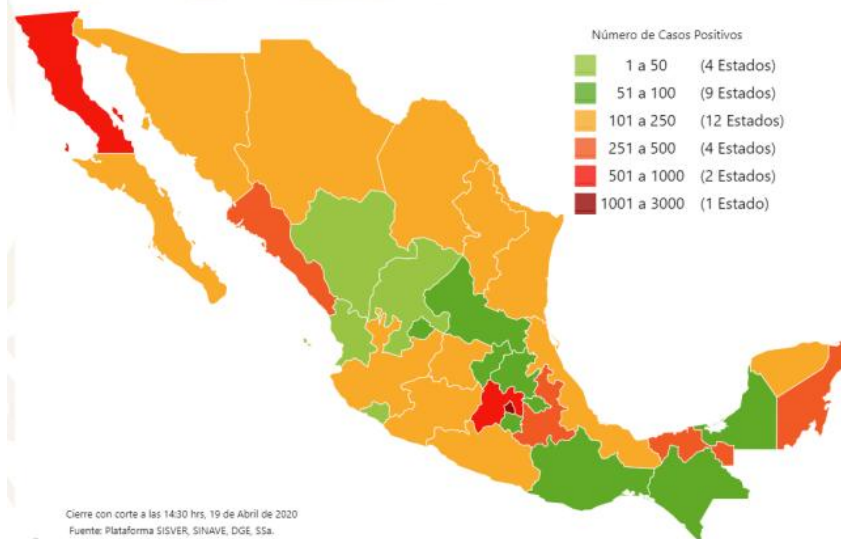 Número de Casos Positivos
1 a 50 (4 Estados)
51 a 100 (9 Estados)
101 a 250 (12 Estados)
251 a 500 (4 Estados)
501 a 1000 (2 Estados)
1001 a 3000 (1 Estado)
Cierre con corte a las 14:30 hrs, 19 de Abril de 2020
Fuente: Plataforma SISVER, SINAVE, DGE, SSa.